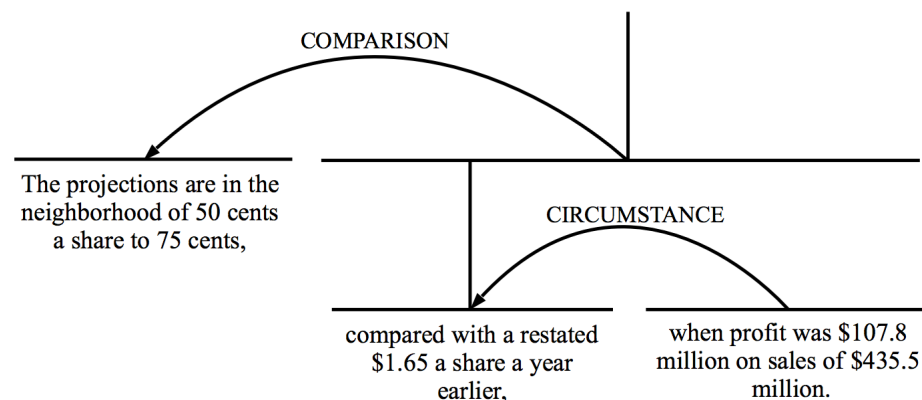 COMPARISON
The projections are in the
neighborhood of 50 cents
a share to 75 cents,
CIRCUMSTANCE
compared with a restated
$1.65 a share a year
earlier,
when profit was $107.8
million on sales of $435.5
million.